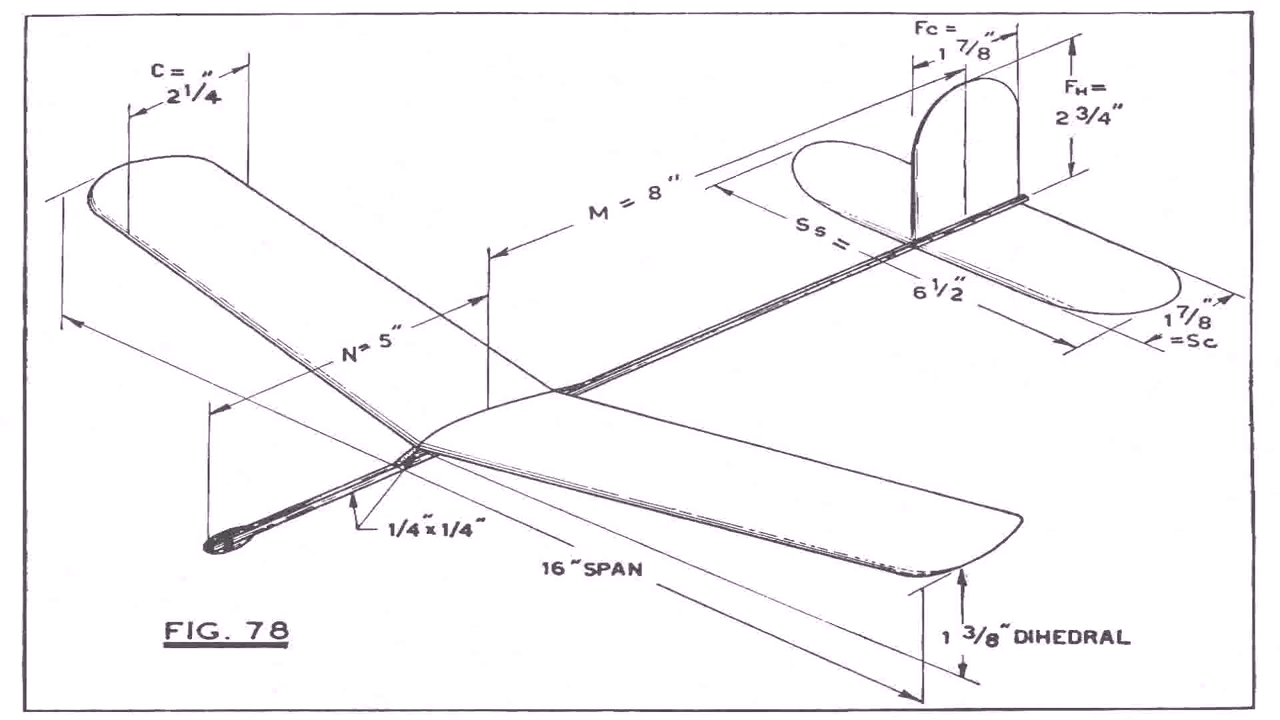 C =
2 1/4"
Fc =
1 7/8"
FH =
2 3/4"
M = 8"
Ss =
6 1/2"
1 7/8"
=Sc
N= 5"
1/4"x 1/4"
16" SPAN
1 3/8" DIHEDRAL
FIG. 78